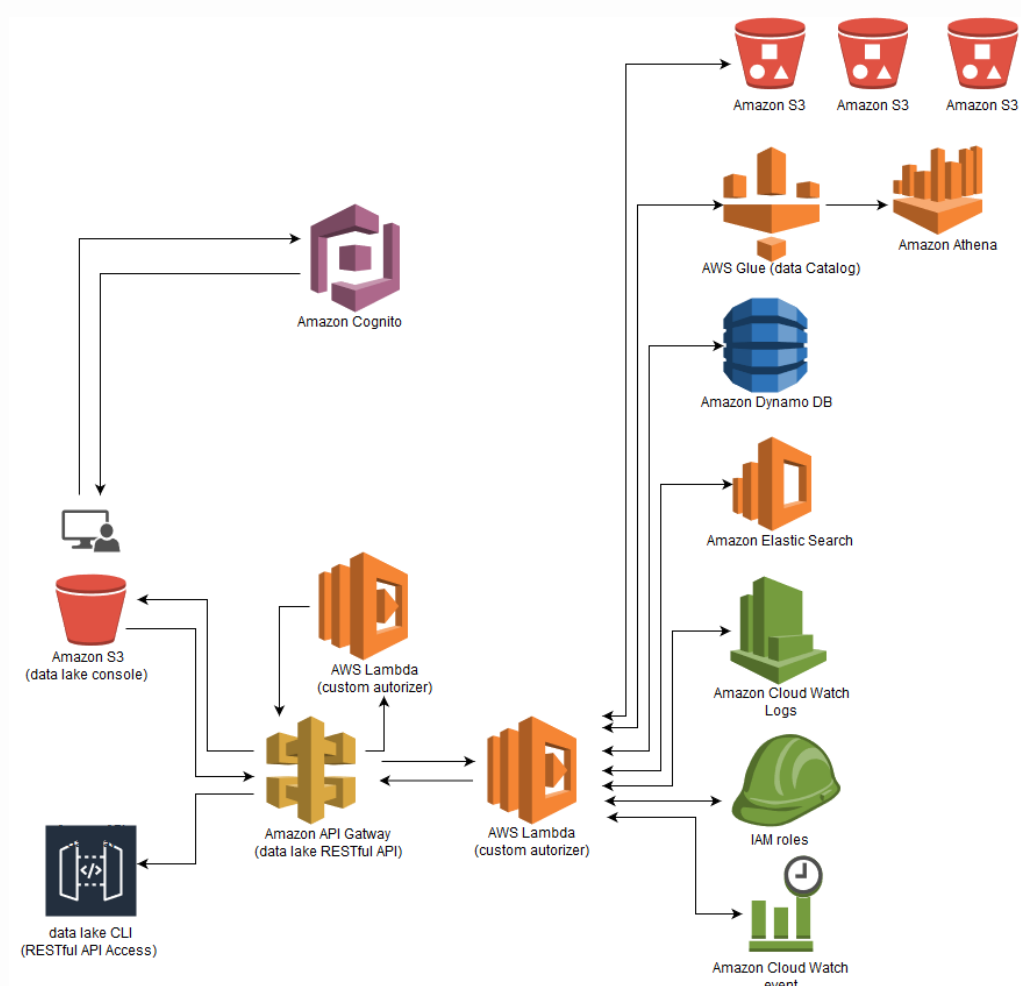 Amazon S3
Amazon S3
Amazon S3
Amazon Athena
AWS Glue (data Catalog)
Amazon Cognito
Amazon Dynamo DB
Amazon Elastic Search
Amazon S3
(data lake console)
AWS Lambda
(custom autorizer)
Amazon Cloud Watch
Logs
Amazon API Gatway
(data lake RESTful API)
AWS Lambda
(custom autorizer)
IAM roles
</>
data lake CLI
(RESTful API Access)
Amazon Cloud Watch
event